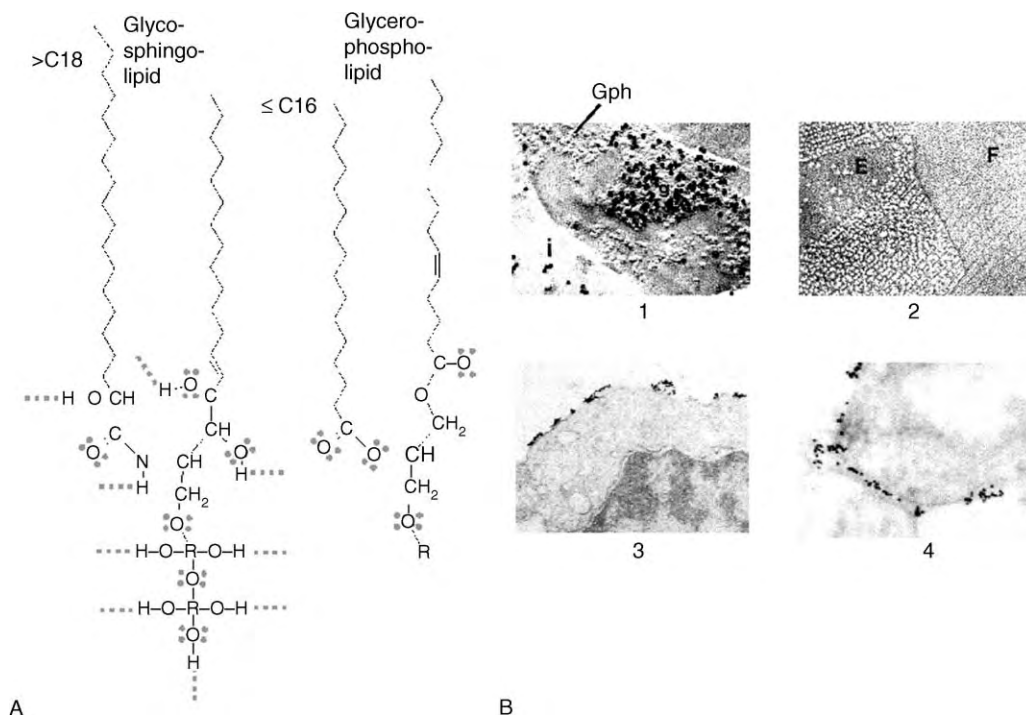 Glyco-
sphingo-
lipid
>C18
Glycero-
phospho-
lipid
≤ C16
H O CH
H O
C
CH
O
H
O
C
N
H
CH
CH₂
O
H–O–R–O–H
O
H–O–R–O–H
O
H
C–O
O
CH₂
CH
C
O O
CH₂
O
R
A
Gph
g
i
1
E
F
2
3
4
B